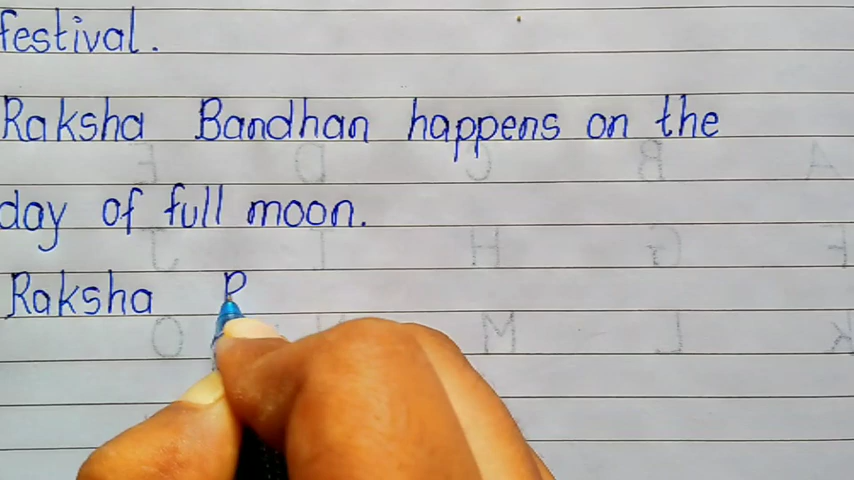 festival.
Raksha Bandhan happens on the
day of full moon.
Raksha